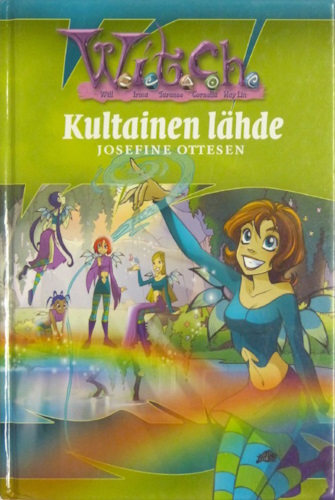 W.i.t.c.h.
Will Irma Taranee Cornelia Hay Lin
Kultainen lähde
JOSEFINE OTTESEN